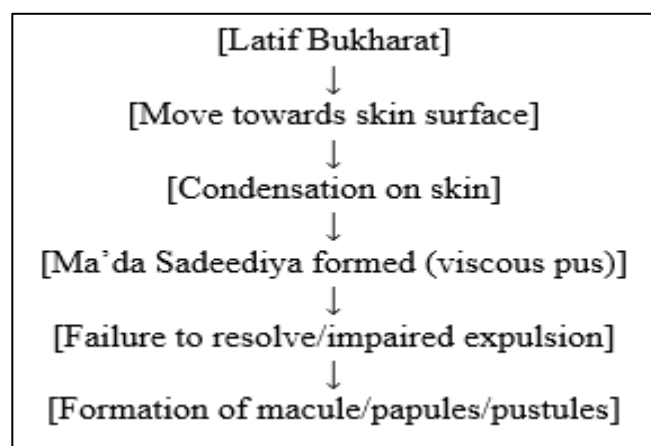 [Latif Bukharat]
↓
[Move towards skin surface]
↓
[Condensation on skin]
↓
[Ma’da Sadeediya formed (viscous pus)]
↓
[Failure to resolve/impaired expulsion]
↓
[Formation of macule/papules/pustules]